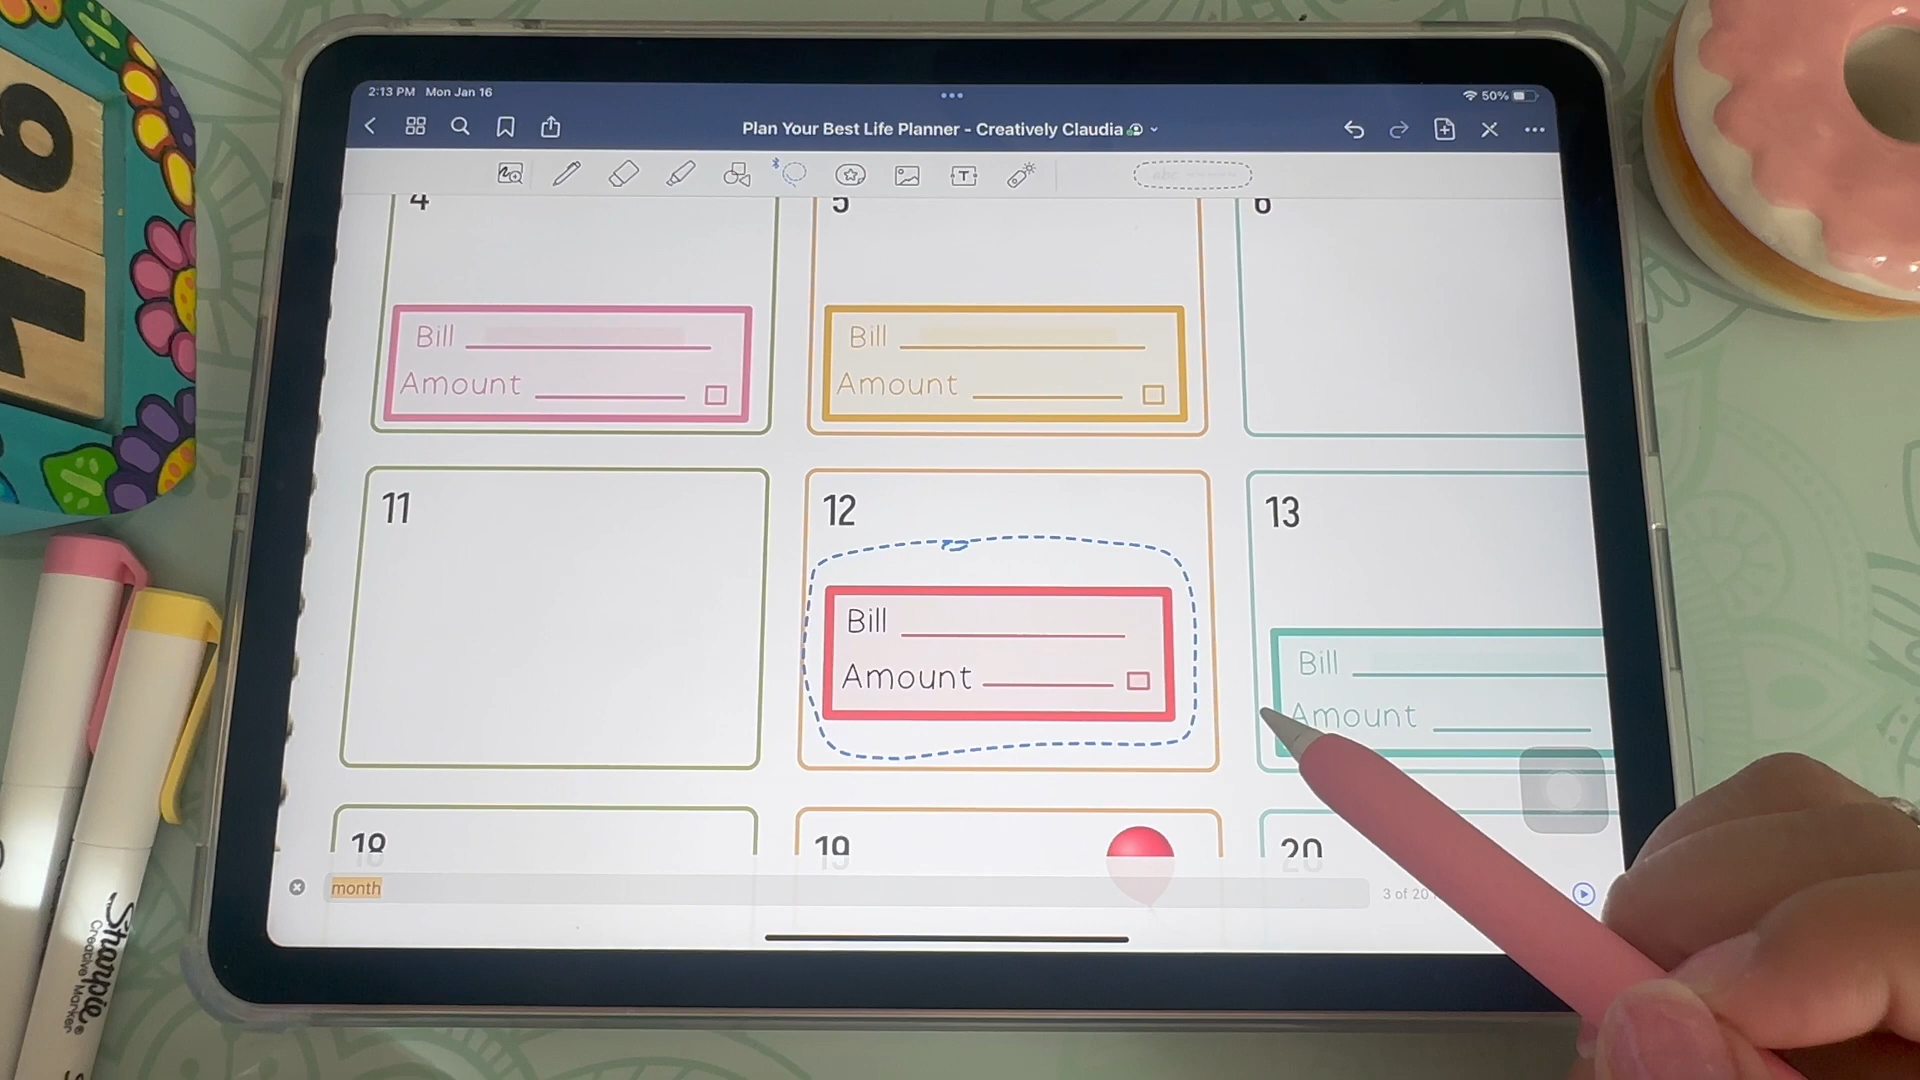 2:13 PM Mon Jan 16
50%
Plan Your Best Life Planner - Creatively Claudia
T
4
5
6
Bill
Amount
Bill
Amount
11
12
13
Bill
Amount
Bill
Amount
18
19
20
month
3 of 20
Sharpie
Creative Marker